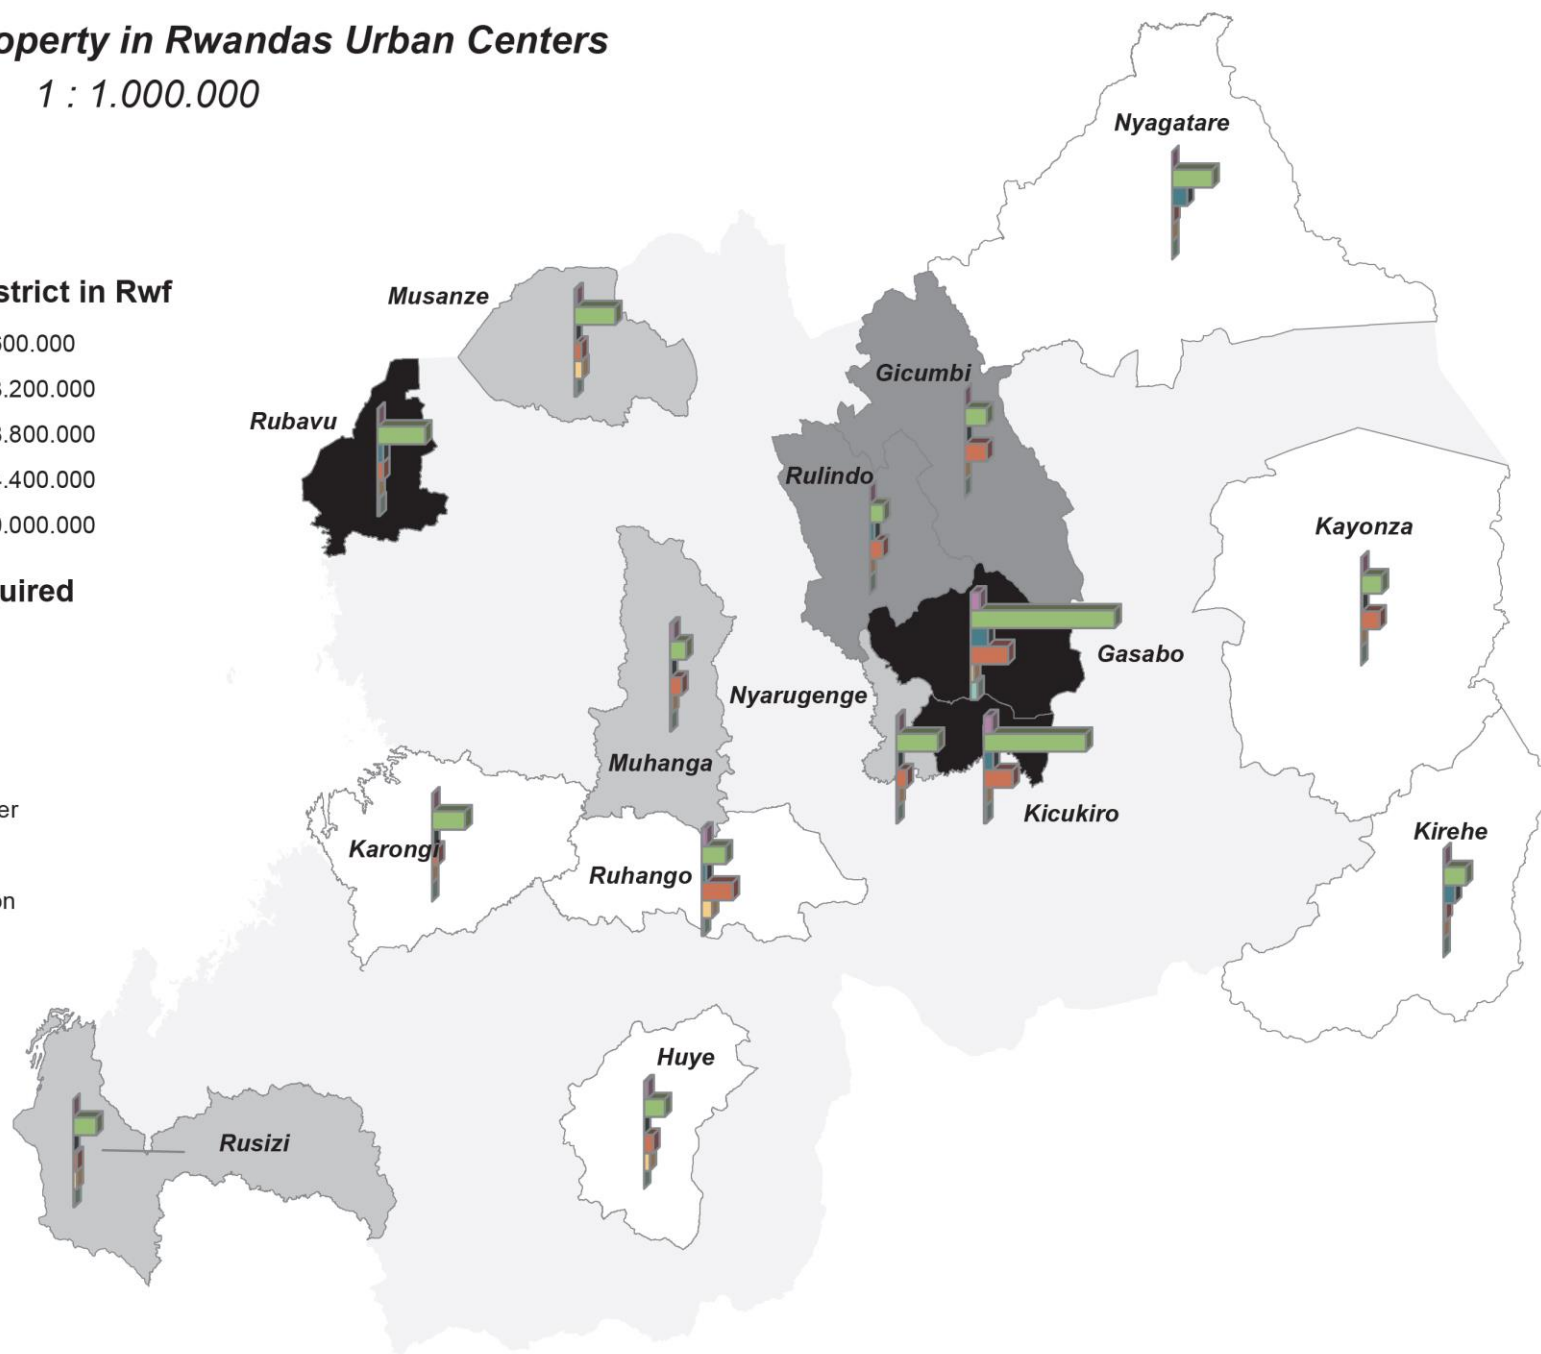 operty in Rwandas Urban Centers
1 : 1.000.000
Nyagatare
strict in Rwf
Musanze
600.000
.200.000
Gicumbi
Rubavu
.800.000
.400.000
Rulindo
.000.000
Kayonza
uired
Gasabo
Nyarugenge
Muhanga
er
Kicukiro
Karongi
Kirehe
Ruhango
on
Huye
Rusizi